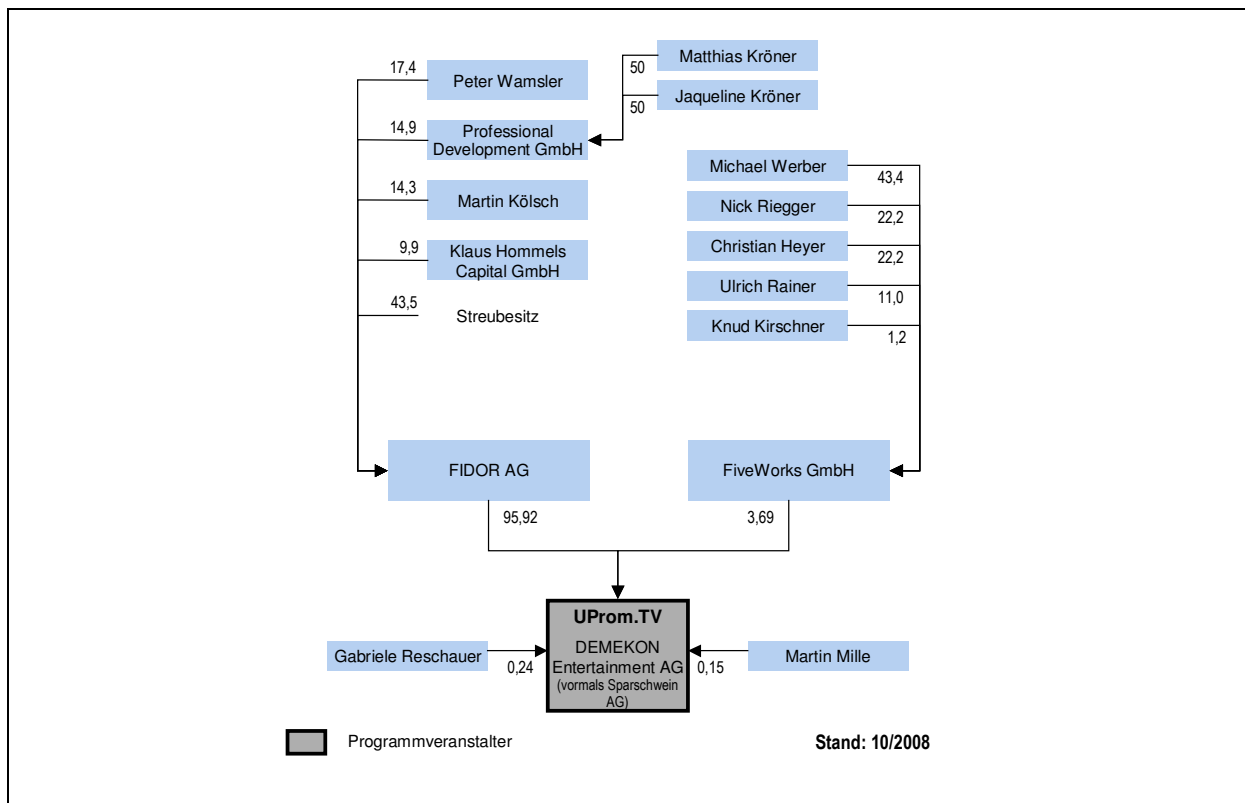 Matthias Kröner
50
Jaqueline Kröner
50
17,4
Peter Wamsler
14,9
Professional
Development GmbH
14,3
Martin Kölsch
9,9
Klaus Hommels
Capital GmbH
43,5
Streubesitz
Michael Werber
43,4
Nick Riegger
22,2
Christian Heyer
22,2
Ulrich Rainer
11,0
Knud Kirschner
1,2
FIDOR AG
FiveWorks GmbH
95,92
3,69
UProm.TV
DEMEKON
Entertainment AG
(vormals Sparschwein
AG)
Gabriele Reschauer
0,24
0,15
Martin Mille
Programmveranstalter
Stand: 10/2008